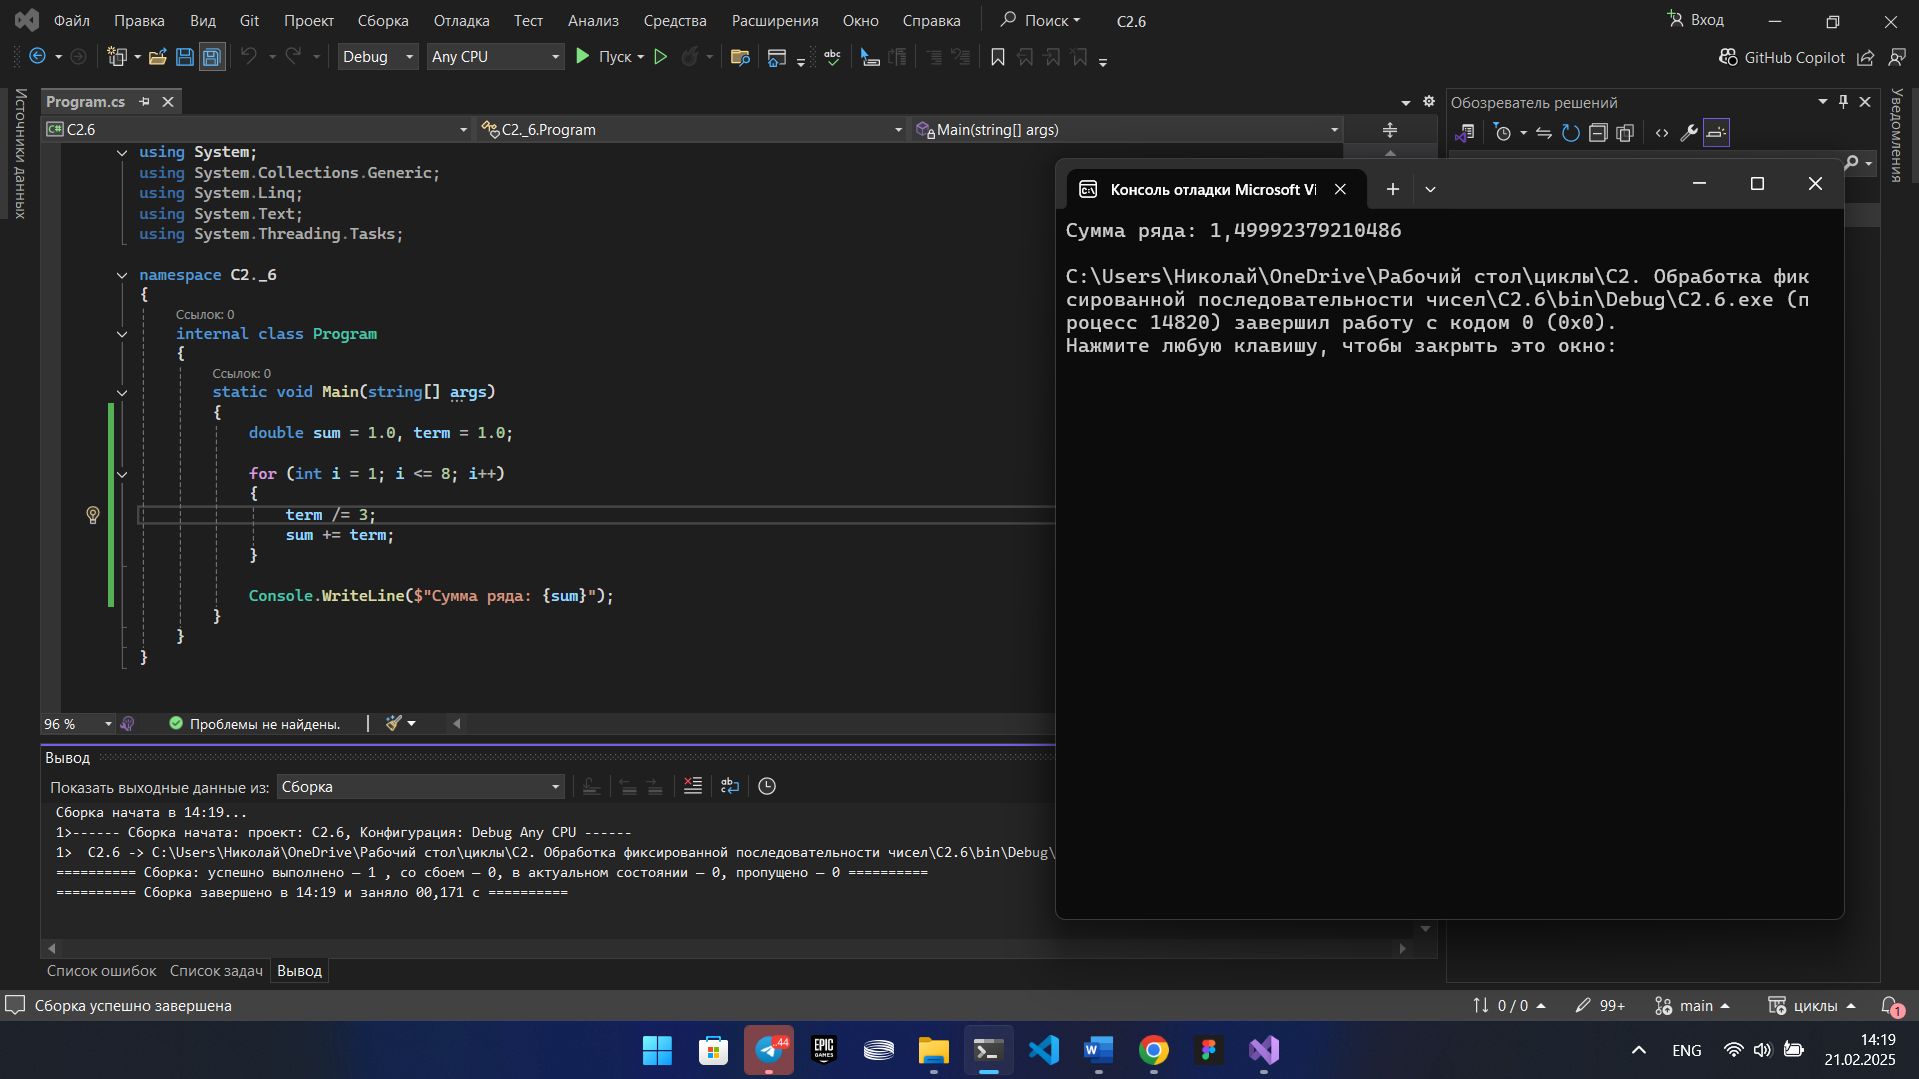 Файл Правка Вид Git Проект Сборка Отладка Тест Анализ Средства Расширения Окно Справка Поиск C2.6 Вход
Debug Any CPU Пуск GitHub Copilot
Источники данных
Program.cs
C2.6 C2._6.Program Main(string[] args)
using System;
using System.Collections.Generic;
using System.Linq;
using System.Text;
using System.Threading.Tasks;
namespace C2._6
{
Ссылок: 0
internal class Program
{
Ссылок: 0
static void Main(string[] args)
{
double sum = 1.0, term = 1.0;
for (int i = 1; i <= 8; i++)
{
term /= 3;
sum += term;
}
Console.WriteLine($"Сумма ряда: {sum}");
}
}
}
96 % Проблемы не найдены.
Обозреватель решений
Уведомления
Консоль отладки Microsoft Vi
Сумма ряда: 1,49992379210486
C:\Users\Николай\OneDrive\Рабочий стол\циклы\C2. Обработка фик
сированной последовательности чисел\C2.6\bin\Debug\C2.6.exe (п
роцесс 14820) завершил работу с кодом 0 (0x0).
Нажмите любую клавишу, чтобы закрыть это окно:
Вывод
Показать выходные данные из: Сборка
Сборка начата в 14:19...
1>------ Сборка начата: проект: C2.6, Конфигурация: Debug Any CPU ------
1>  C2.6 -> C:\Users\Николай\OneDrive\Рабочий стол\циклы\C2. Обработка фиксированной последовательности чисел\C2.6\bin\Debug\
========== Сборка: успешно выполнено — 1 , со сбоем — 0, в актуальном состоянии — 0, пропущено — 0 ==========
========== Сборка завершено в 14:19 и заняло 00,171 с ==========
Список ошибок Список задач Вывод
Сборка успешно завершена 0 / 0 99+ main циклы 1
..44 EPIC GAMES ENG 14:19
21.02.2025